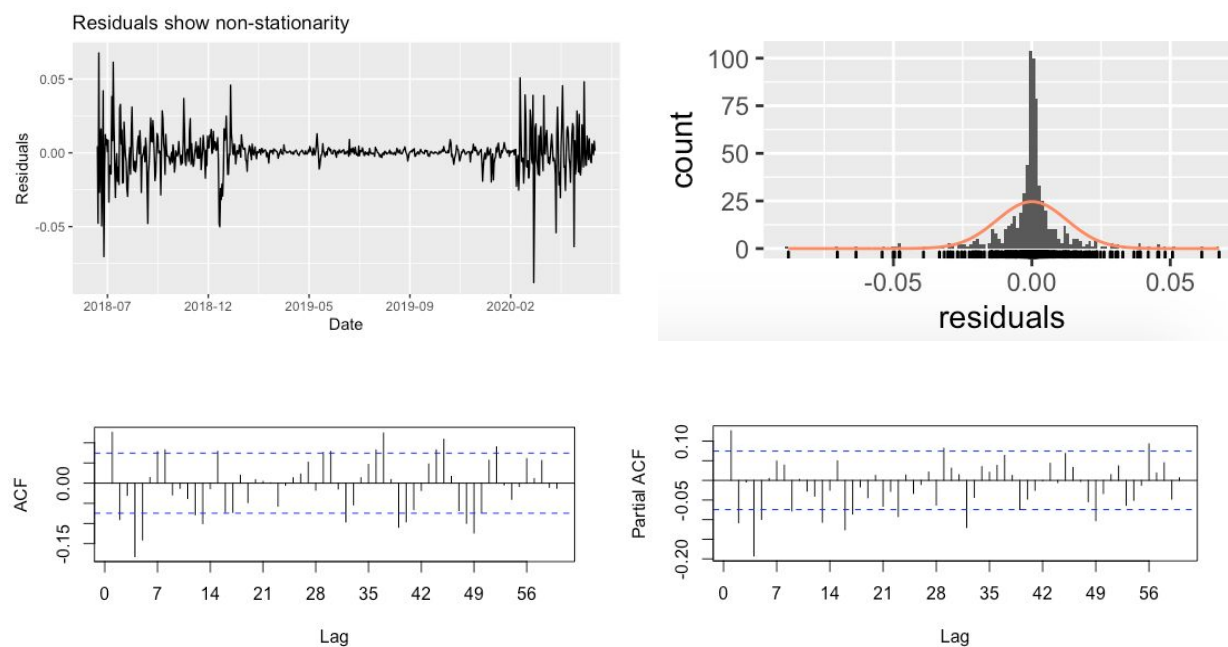 Residuals show non-stationarity
0.05
0.00
-0.05
Residuals
2018-07 2018-12 2019-05 2019-09 2020-02
Date
100
75
50
25
0
count
-0.05 0.00 0.05
residuals
ACF
0.00
-0.15
0 7 14 21 28 35 42 49 56
Lag
Partial ACF
0.10
-0.05
-0.20
0 7 14 21 28 35 42 49 56
Lag